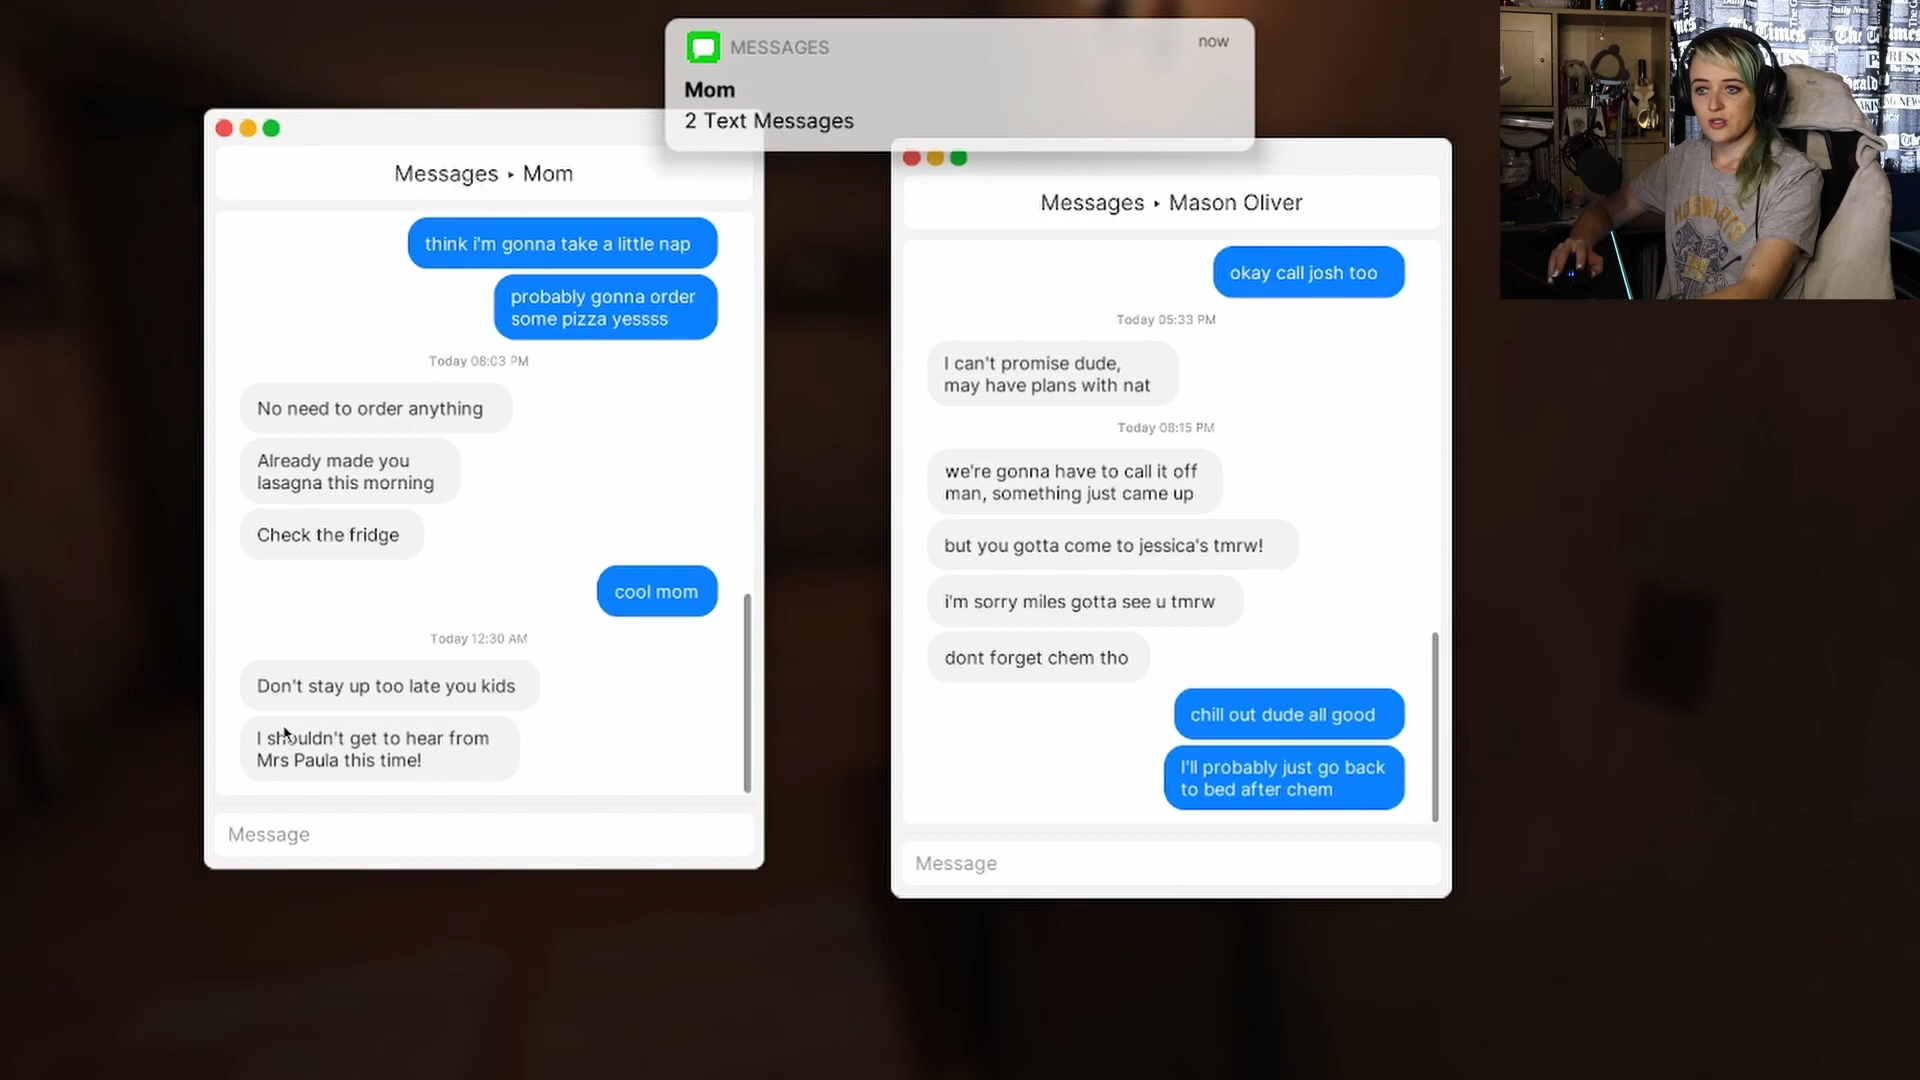 MESSAGES
now
Mom
2 Text Messages
Messages ‣ Mom
think i'm gonna take a little nap
probably gonna order
some pizza yessss
Today 08:03 PM
No need to order anything
Already made you
lasagna this morning
Check the fridge
cool mom
Today 12:30 AM
Don't stay up too late you kids
I shouldn't get to hear from
Mrs Paula this time!
Message
Messages ‣ Mason Oliver
okay call josh too
Today 05:33 PM
I can't promise dude,
may have plans with nat
Today 08:15 PM
we're gonna have to call it off
man, something just came up
but you gotta come to jessica's tmrw!
i'm sorry miles gotta see u tmrw
dont forget chem tho
chill out dude all good
I'll probably just go back
to bed after chem
Message
The Times
HOGWARTS